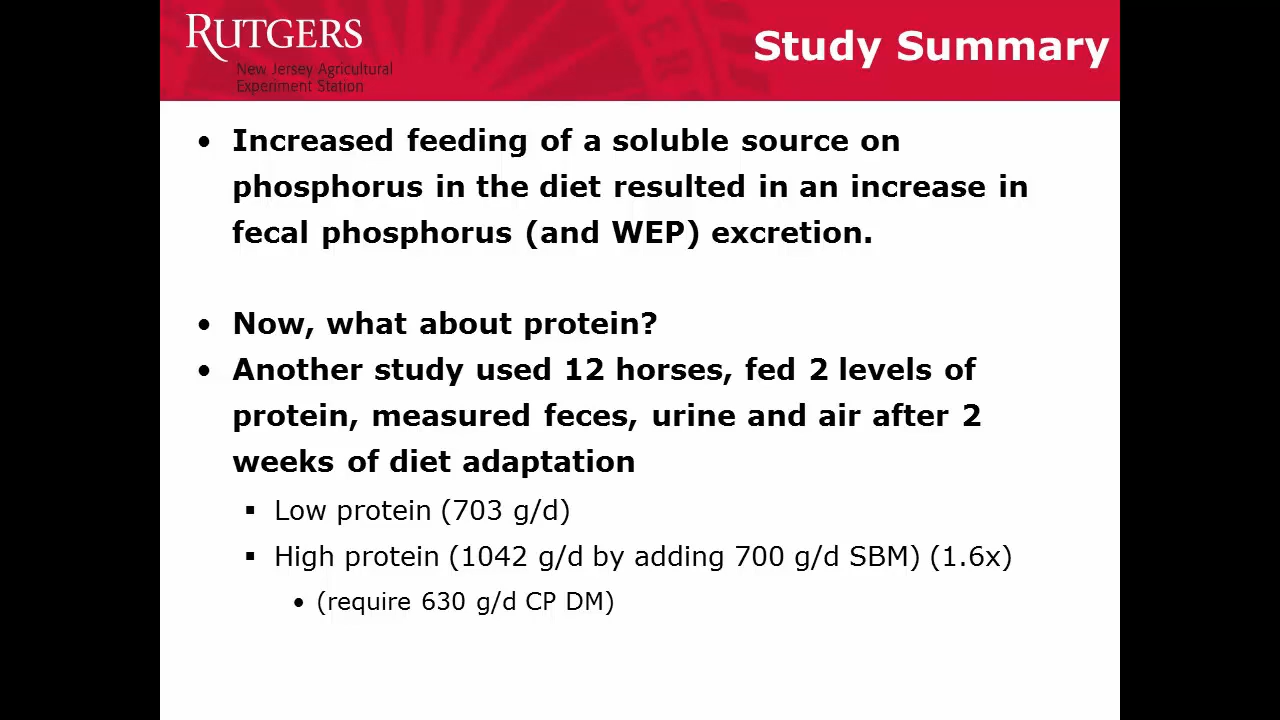 RUTGERS
New Jersey Agricultural
Experiment Station
Study Summary
• Increased feeding of a soluble source on
phosphorus in the diet resulted in an increase in
fecal phosphorus (and WEP) excretion.
• Now, what about protein?
• Another study used 12 horses, fed 2 levels of
protein, measured feces, urine and air after 2
weeks of diet adaptation
▪ Low protein (703 g/d)
▪ High protein (1042 g/d by adding 700 g/d SBM) (1.6x)
• (require 630 g/d CP DM)